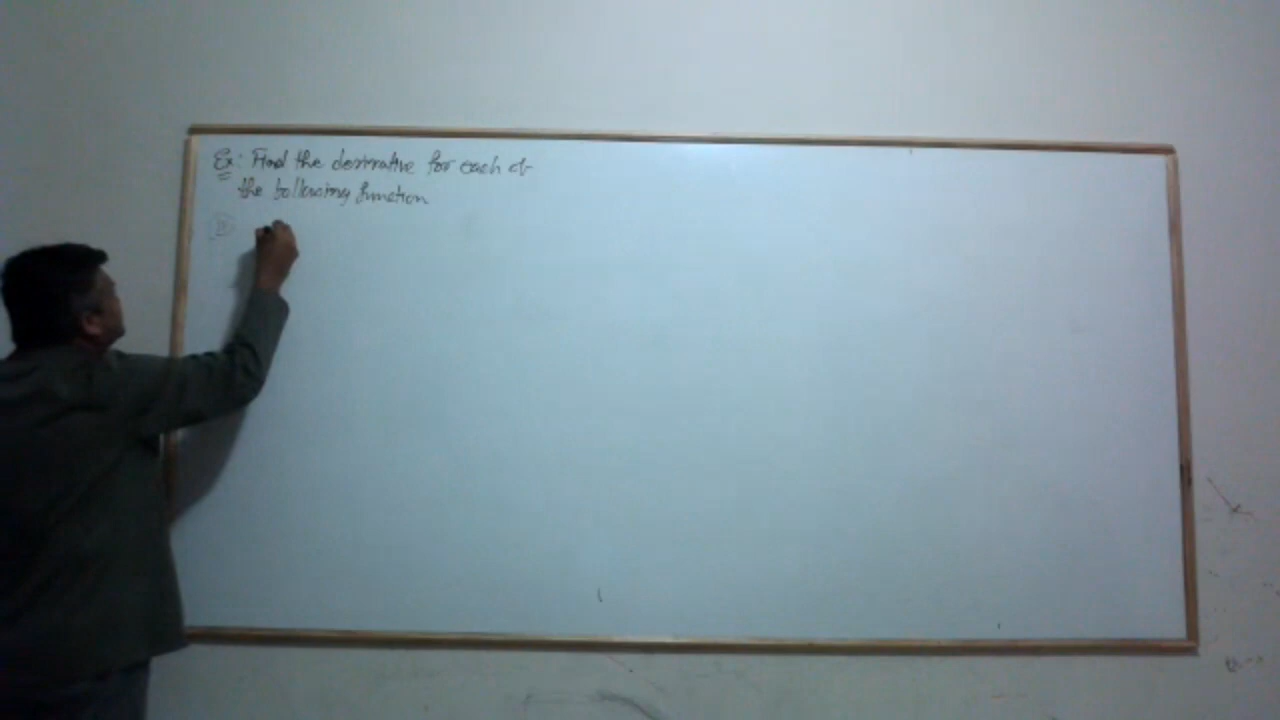 Ex: Find the derivative for each of
the following function